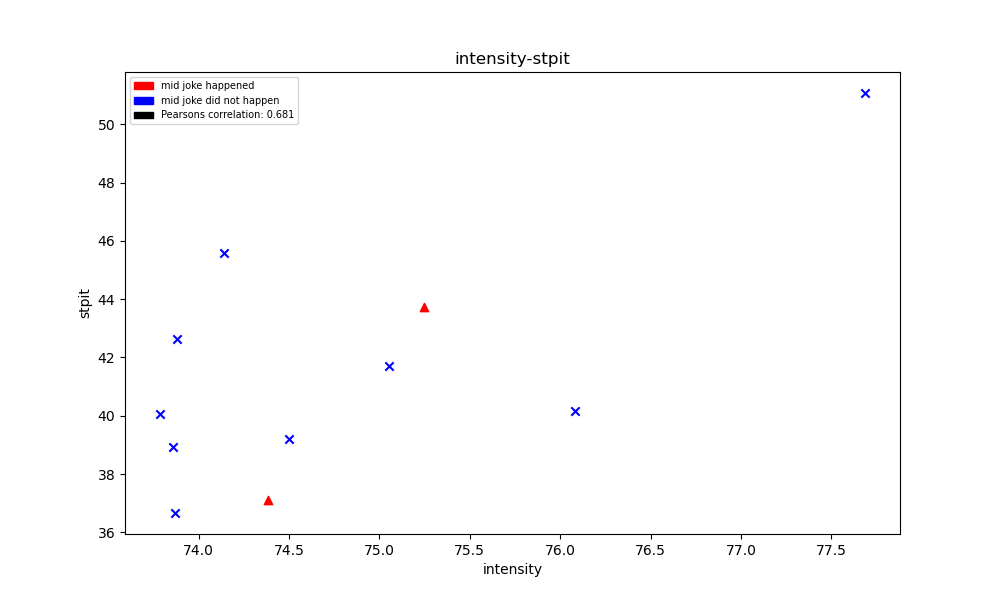 intensity-stpit
mid joke happened
mid joke did not happen
Pearsons correlation: 0.681
50
48
46
44
42
40
38
36
stpit
74.0 74.5 75.0 75.5 76.0 76.5 77.0 77.5
intensity